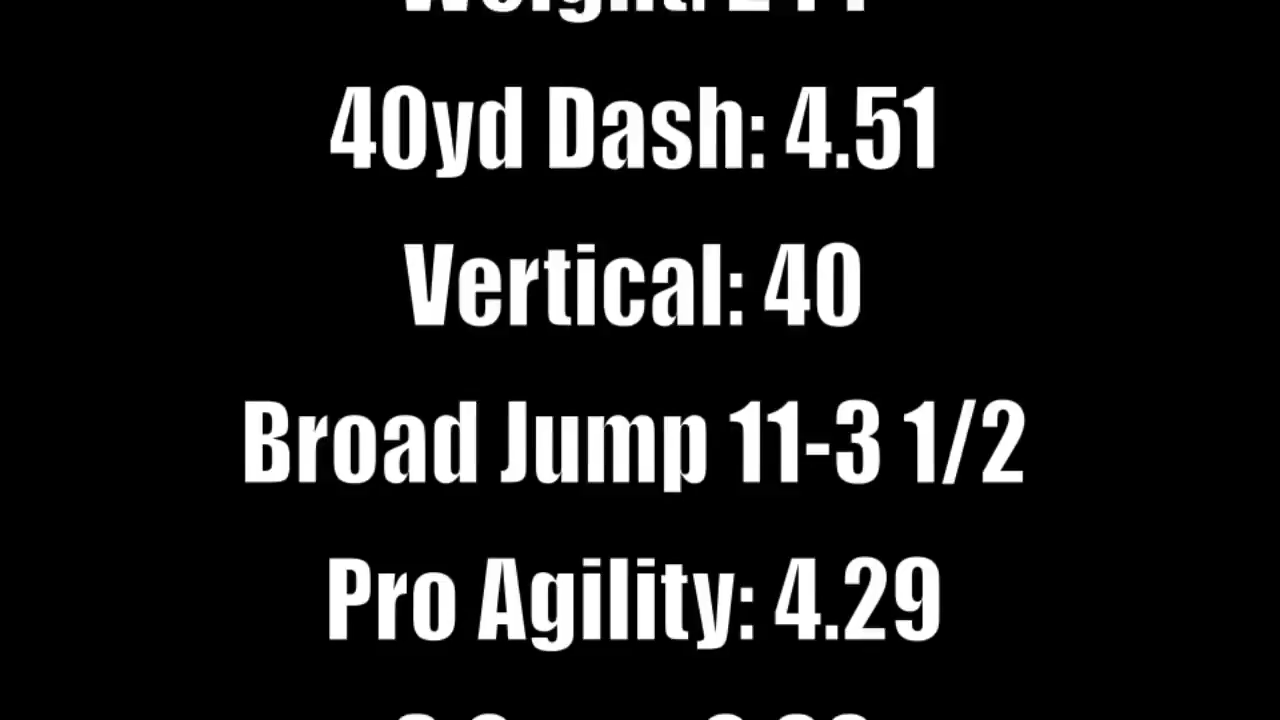 40yd Dash: 4.51
Vertical: 40
Broad Jump 11-3 1/2
Pro Agility: 4.29